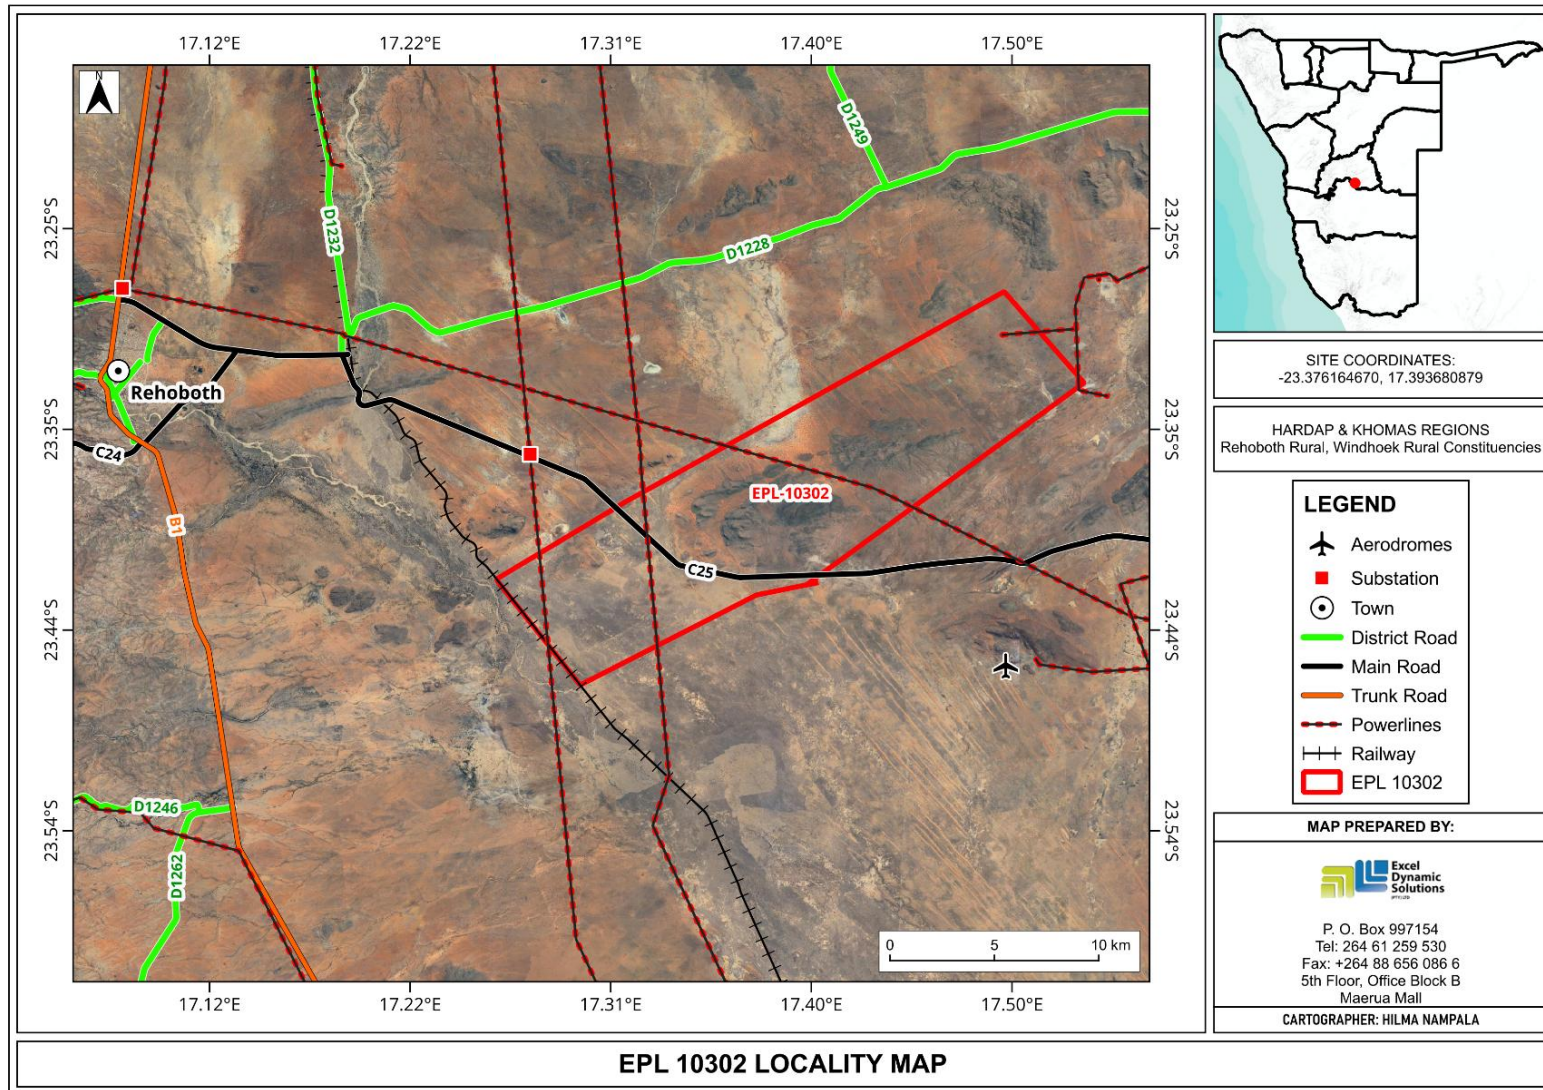 17.12°E 17.22°E 17.31°E 17.40°E 17.50°E
N
D1249
D1232
D1228
23.25°S
23.25°S
Rehoboth
C24
23.35°S
23.35°S
EPL-10302
B1
C25
23.44°S
23.44°S
D1246
D1262
23.54°S
23.54°S
0 5 10 km
17.12°E 17.22°E 17.31°E 17.40°E 17.50°E
SITE COORDINATES:
-23.376164670, 17.393680879
HARDAP & KHOMAS REGIONS
Rehoboth Rural, Windhoek Rural Constituencies
LEGEND
Aerodromes
Substation
Town
District Road
Main Road
Trunk Road
Powerlines
Railway
EPL 10302
MAP PREPARED BY:
Excel
Dynamic
Solutions
(PTY) LTD
P. O. Box 997154
Tel: 264 61 259 530
Fax: +264 88 656 086 6
5th Floor, Office Block B
Maerua Mall
CARTOGRAPHER: HILMA NAMPALA
EPL 10302 LOCALITY MAP